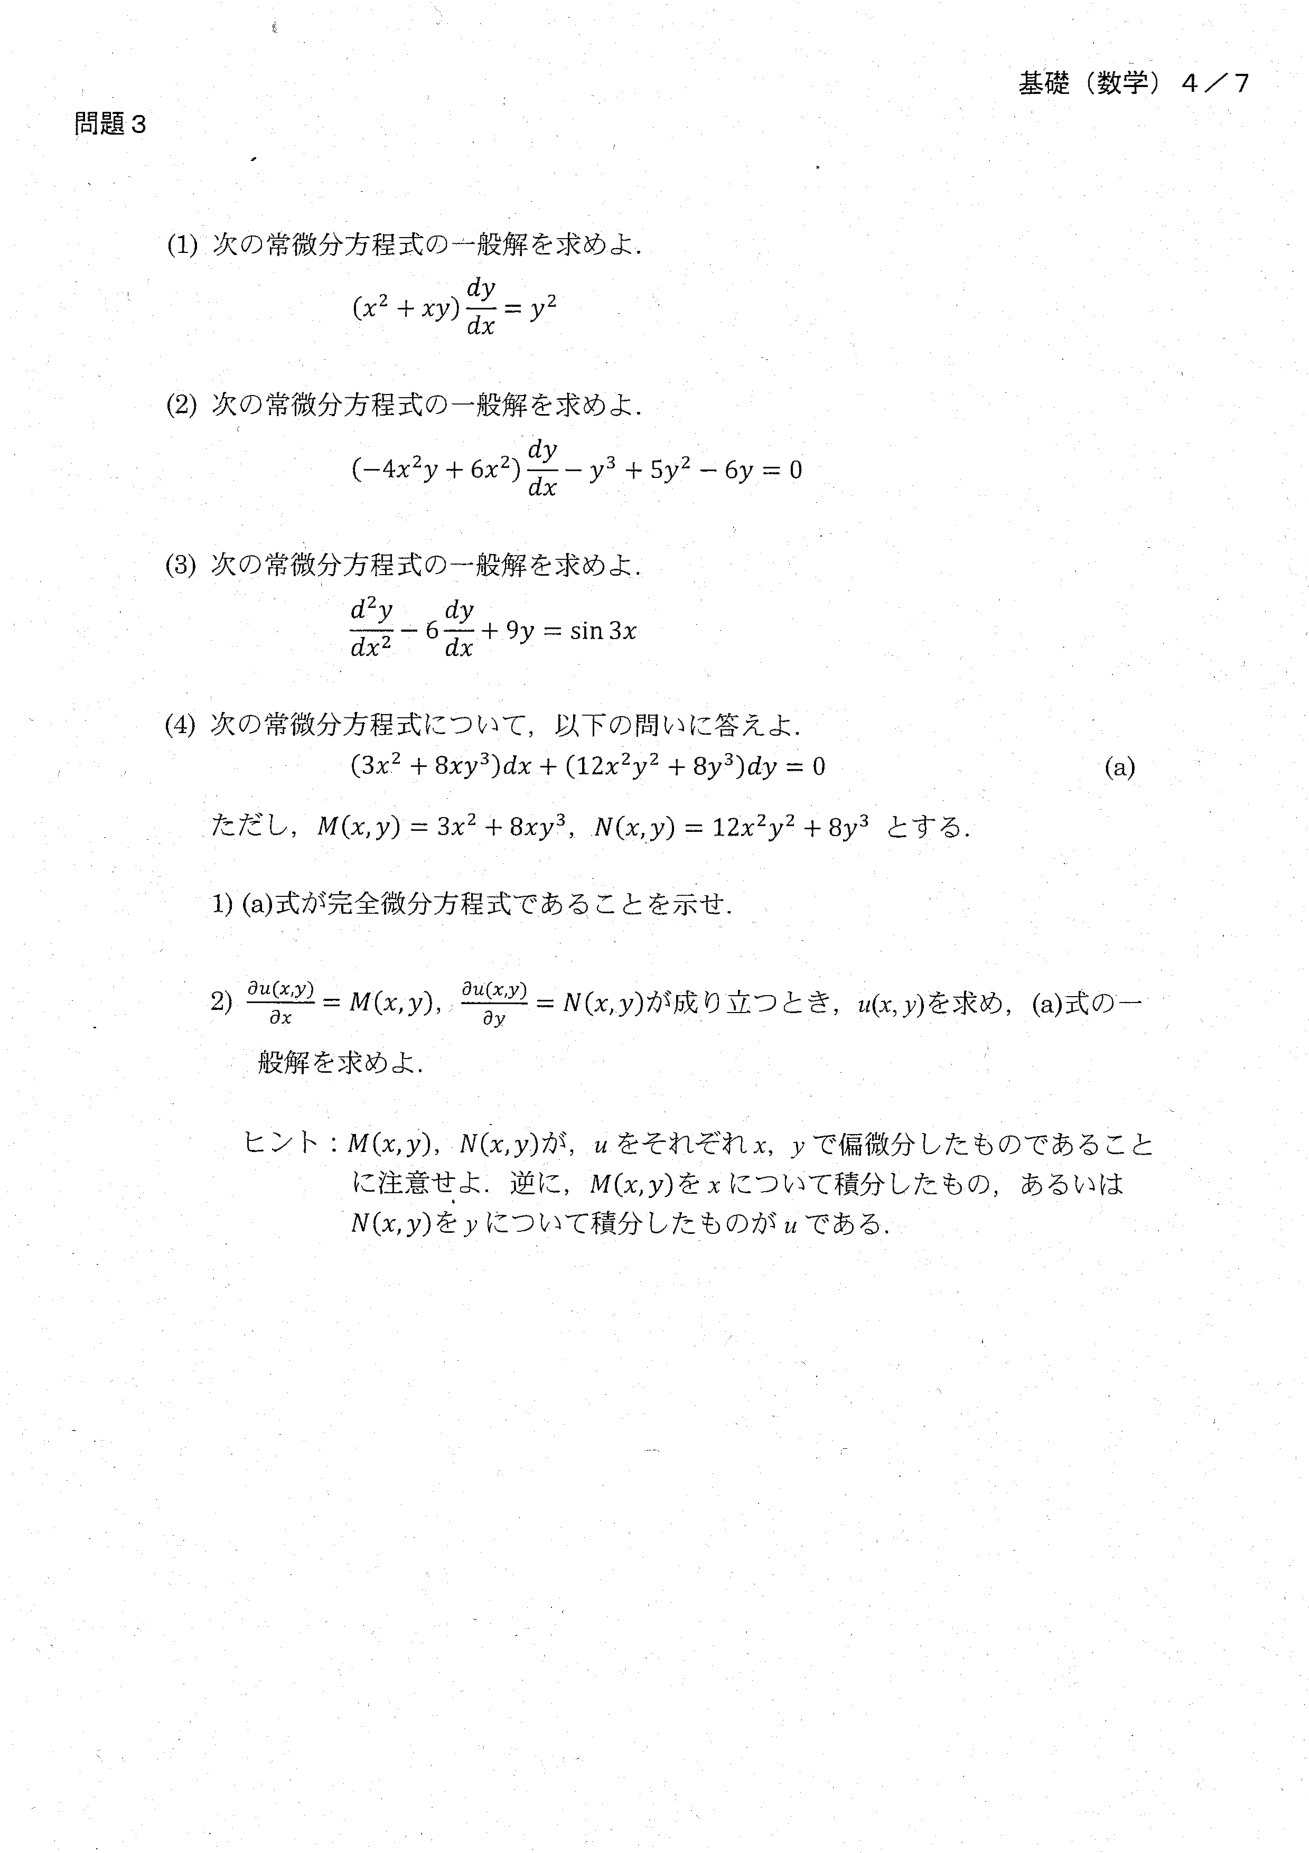 基礎（数学）４／７
問題３
(1) 次の常微分方程式の一般解を求めよ．
(x² + xy) dy/dx = y²
(2) 次の常微分方程式の一般解を求めよ．
(−4x²y + 6x²) dy/dx − y³ + 5y² − 6y = 0
(3) 次の常微分方程式の一般解を求めよ．
d²y/dx² − 6 dy/dx + 9y = sin 3x
(4) 次の常微分方程式について，以下の問いに答えよ．
(3x² + 8xy³)dx + (12x²y² + 8y³)dy = 0 (a)
ただし，M(x, y) = 3x² + 8xy³，N(x, y) = 12x²y² + 8y³ とする．
1) (a)式が完全微分方程式であることを示せ．
2) ∂u(x,y)/∂x = M(x, y)，∂u(x,y)/∂y = N(x, y)が成り立つとき，u(x, y)を求め，(a)式の一
般解を求めよ．
ヒント：M(x, y)，N(x, y)が，u をそれぞれ x，y で偏微分したものであること
に注意せよ．逆に，M(x, y)を x について積分したもの，あるいは
N(x, y)を y について積分したものが u である．